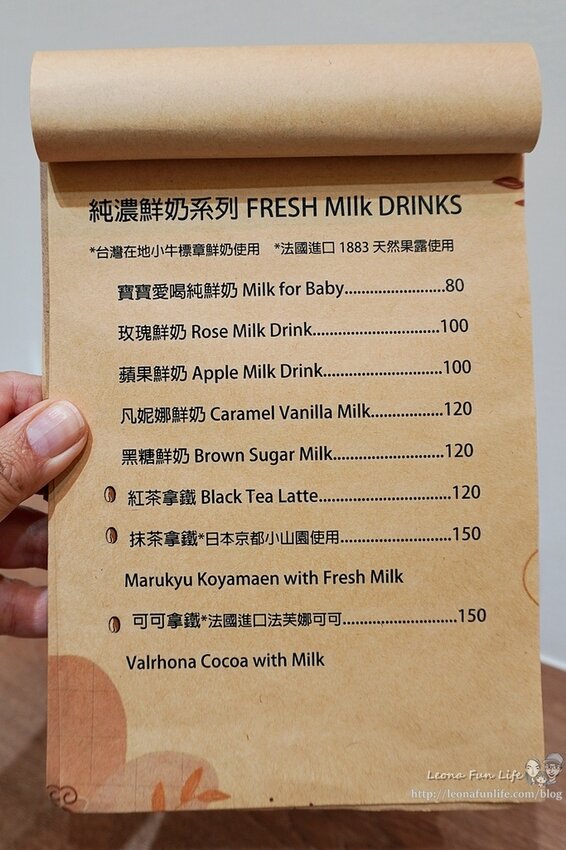 純濃鮮奶系列 FRESH MIlk DRINKS
*台灣在地小牛標章鮮奶使用 *法國進口 1883 天然果露使用
寶寶愛喝純鮮奶 Milk for Baby........................80
玫瑰鮮奶 Rose Milk Drink..............................100
蘋果鮮奶 Apple Milk Drink............................100
凡妮娜鮮奶 Caramel Vanilla Milk.................120
黑糖鮮奶 Brown Sugar Milk..........................120
紅茶拿鐵 Black Tea Latte...............................120
抹茶拿鐵*日本京都小山園使用..........................150
Marukyu Koyamaen with Fresh Milk
可可拿鐵*法國進口法芙娜可可...........................150
Valrhona Cocoa with Milk
Leona Fun Life
http://leonafunlife.com/blog